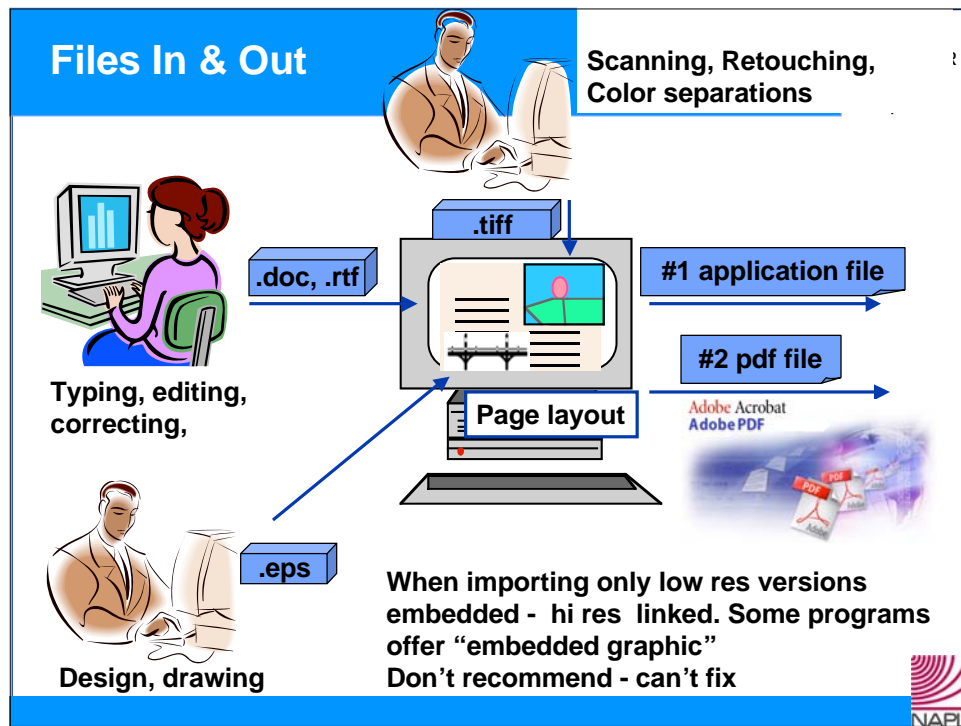 Files In & Out
Scanning, Retouching,
Color separations
.tiff
.doc, .rtf
#1 application file
#2 pdf file
Typing, editing,
correcting,
Page layout
Adobe Acrobat
Adobe PDF
PDF
PDF
.eps
Design, drawing
When importing only low res versions
embedded - hi res linked. Some programs
offer “embedded graphic”
Don’t recommend - can’t fix